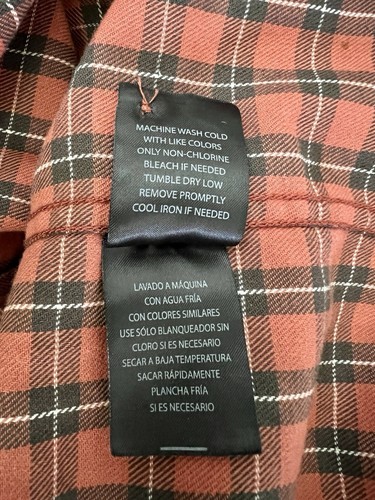 MACHINE WASH COLD
WITH LIKE COLORS
ONLY NON-CHLORINE
BLEACH IF NEEDED
TUMBLE DRY LOW
REMOVE PROMPTLY
COOL IRON IF NEEDED
LAVADO A MÁQUINA
CON AGUA FRÍA
CON COLORES SIMILARES
USE SÓLO BLANQUEADOR SIN
CLORO SI ES NECESARIO
SECAR A BAJA TEMPERATURA
SACAR RÁPIDAMENTE
PLANCHA FRÍA
SI ES NECESARIO